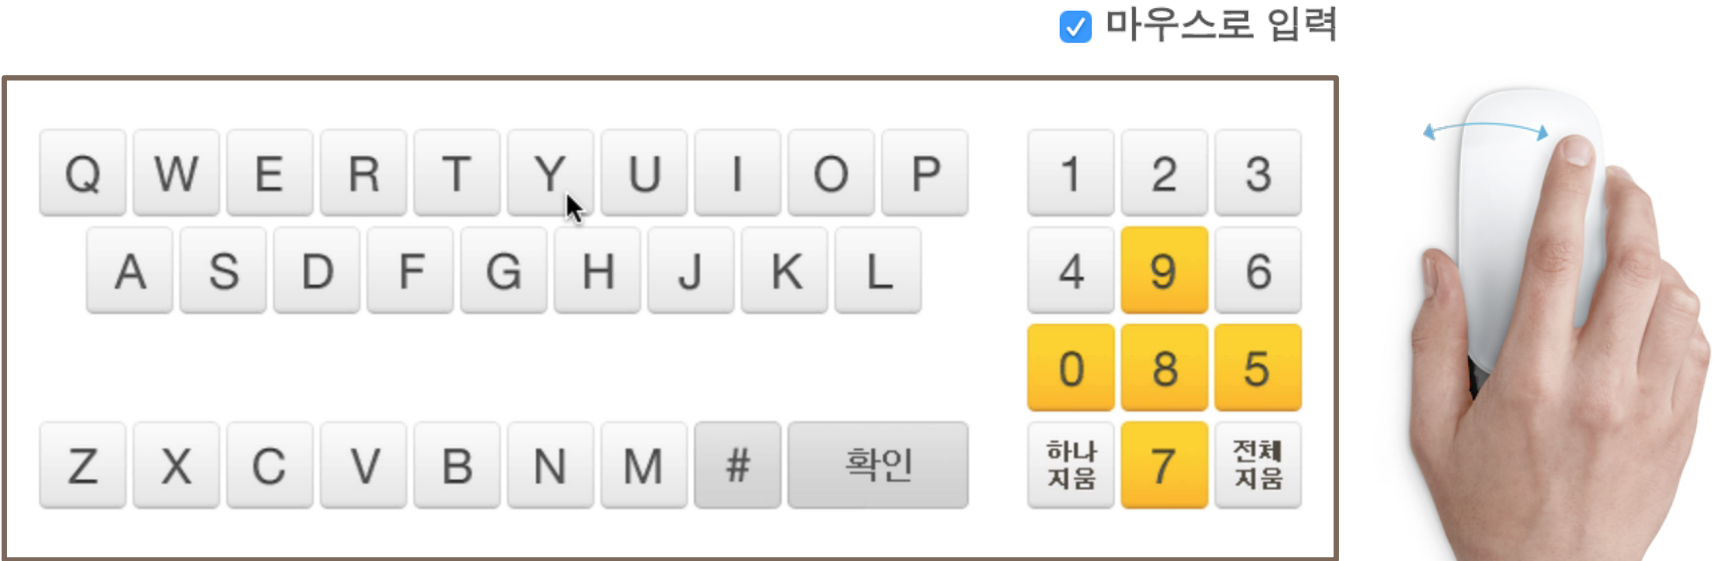 마우스로 입력
Q W E R T Y U I O P 1 2 3
A S D F G H J K L 4 9 6
0 8 5
Z X C V B N M # 확인 하나 지움 7 전체 지움